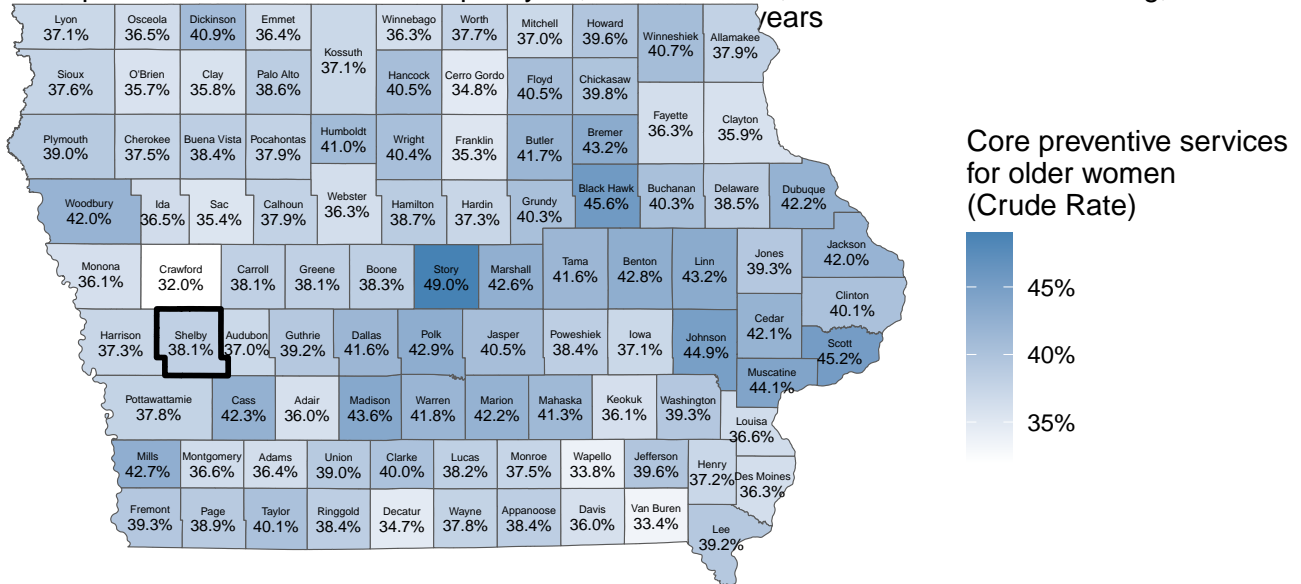 years
Lyon
37.1%
Osceola
36.5%
Dickinson
40.9%
Emmet
36.4%
Kossuth
37.1%
Winnebago
36.3%
Worth
37.7%
Mitchell
37.0%
Howard
39.6%
Winneshiek
40.7%
Allamakee
37.9%
Sioux
37.6%
O'Brien
35.7%
Clay
35.8%
Palo Alto
38.6%
Hancock
40.5%
Cerro Gordo
34.8%
Floyd
40.5%
Chickasaw
39.8%
Fayette
36.3%
Clayton
35.9%
Plymouth
39.0%
Cherokee
37.5%
Buena Vista
38.4%
Pocahontas
37.9%
Humboldt
41.0%
Wright
40.4%
Franklin
35.3%
Butler
41.7%
Bremer
43.2%
Woodbury
42.0%
Ida
36.5%
Sac
35.4%
Calhoun
37.9%
Webster
36.3%
Hamilton
38.7%
Hardin
37.3%
Grundy
40.3%
Black Hawk
45.6%
Buchanan
40.3%
Delaware
38.5%
Dubuque
42.2%
Monona
36.1%
Crawford
32.0%
Carroll
38.1%
Greene
38.1%
Boone
38.3%
Story
49.0%
Marshall
42.6%
Tama
41.6%
Benton
42.8%
Linn
43.2%
Jones
39.3%
Jackson
42.0%
Clinton
40.1%
Harrison
37.3%
Shelby
38.1%
Audubon
37.0%
Guthrie
39.2%
Dallas
41.6%
Polk
42.9%
Jasper
40.5%
Poweshiek
38.4%
Iowa
37.1%
Johnson
44.9%
Cedar
42.1%
Scott
45.2%
Muscatine
44.1%
Pottawattamie
37.8%
Cass
42.3%
Adair
36.0%
Madison
43.6%
Warren
41.8%
Marion
42.2%
Mahaska
41.3%
Keokuk
36.1%
Washington
39.3%
Louisa
36.6%
Mills
42.7%
Montgomery
36.6%
Adams
36.4%
Union
39.0%
Clarke
40.0%
Lucas
38.2%
Monroe
37.5%
Wapello
33.8%
Jefferson
39.6%
Henry
37.2%
Des Moines
36.3%
Fremont
39.3%
Page
38.9%
Taylor
40.1%
Ringgold
38.4%
Decatur
34.7%
Wayne
37.8%
Appanoose
38.4%
Davis
36.0%
Van Buren
33.4%
Lee
39.2%
Core preventive services
for older women
(Crude Rate)
45%
40%
35%